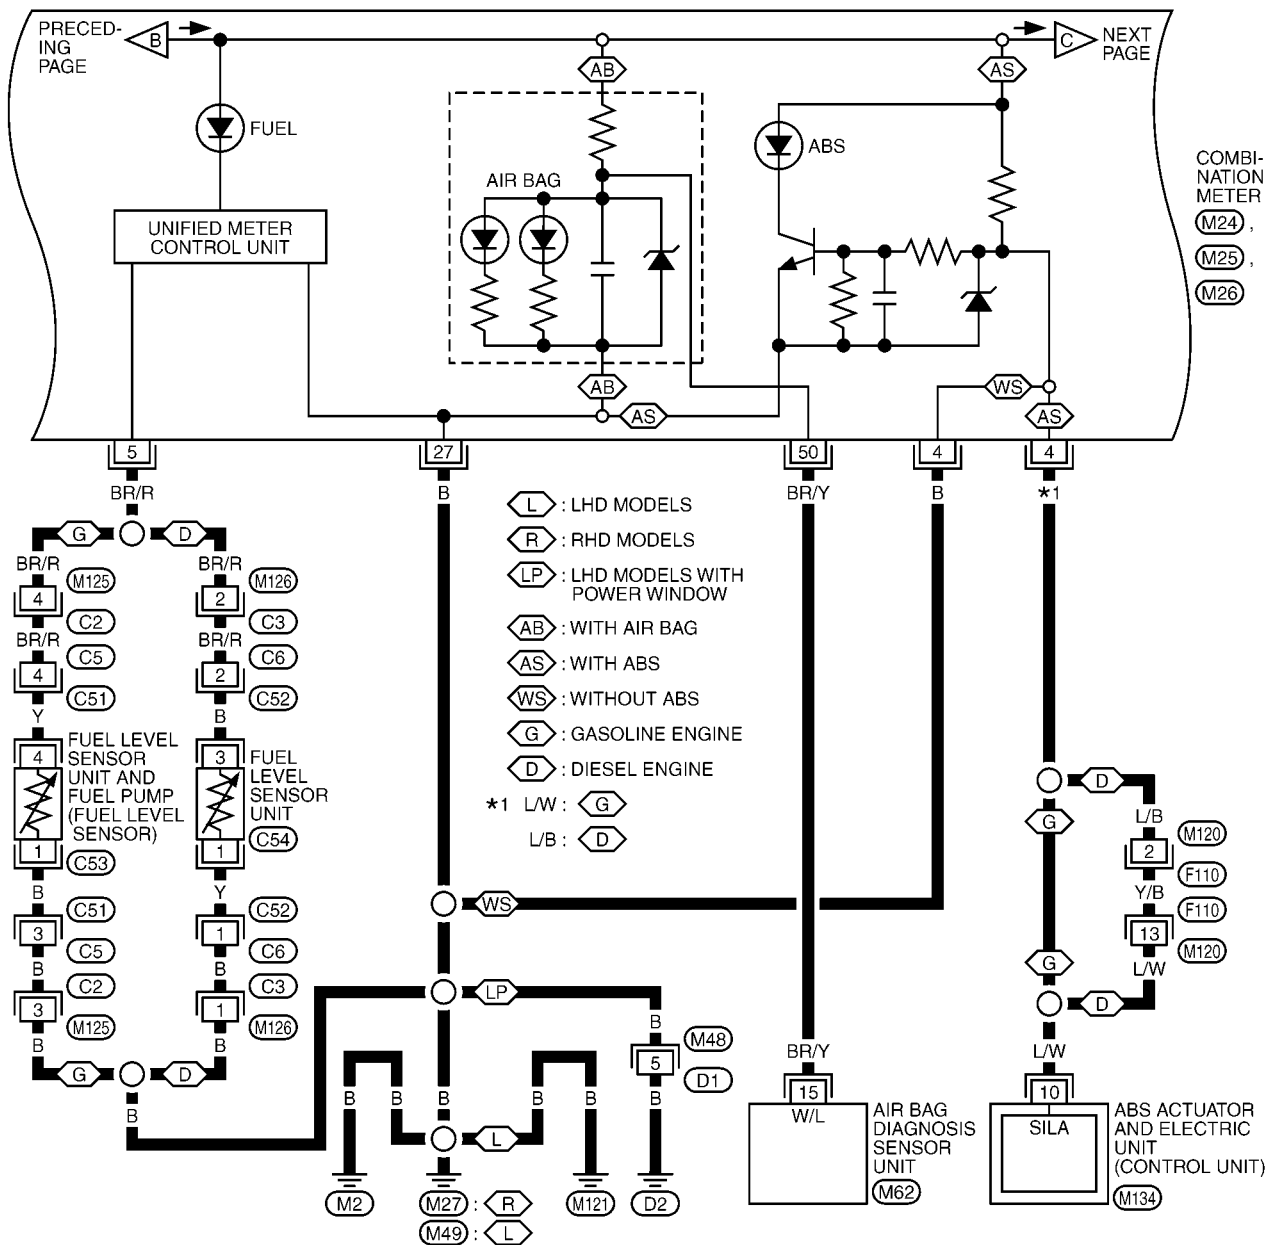 PRECED-
ING
PAGE
B
C
NEXT
PAGE
AB
AS
FUEL
ABS
AIR BAG
UNIFIED METER
CONTROL UNIT
COMBI-
NATION
METER
M24 ,
M25 ,
M26
AB
AS
WS
AS
5
27
50
4
4
BR/R
B
BR/Y
B
*1
L : LHD MODELS
R : RHD MODELS
LP : LHD MODELS WITH
POWER WINDOW
AB : WITH AIR BAG
AS : WITH ABS
WS : WITHOUT ABS
G : GASOLINE ENGINE
D : DIESEL ENGINE
*1 L/W : G
L/B : D
G
D
BR/R
BR/R
M125
M126
4
2
C2
C3
BR/R
BR/R
C5
C6
4
2
C51
C52
Y
B
4
3
FUEL LEVEL
SENSOR
UNIT AND
FUEL PUMP
(FUEL LEVEL
SENSOR)
FUEL
LEVEL
SENSOR
UNIT
1
1
C53
C54
B
Y
C51
C52
3
1
C5
C6
B
B
C2
C3
3
1
M125
M126
B
B
G
D
B
WS
LP
B
5
M48
D1
B
B
B
B
B
B
L
M2
M27 : R
M49 : L
M121
D2
D
G
L/B
M120
2
F110
Y/B
F110
13
M120
L/W
G
D
BR/Y
15
W/L
AIR BAG
DIAGNOSIS
SENSOR
UNIT
M62
L/W
10
SILA
ABS ACTUATOR
AND ELECTRIC
UNIT
(CONTROL UNIT)
M134